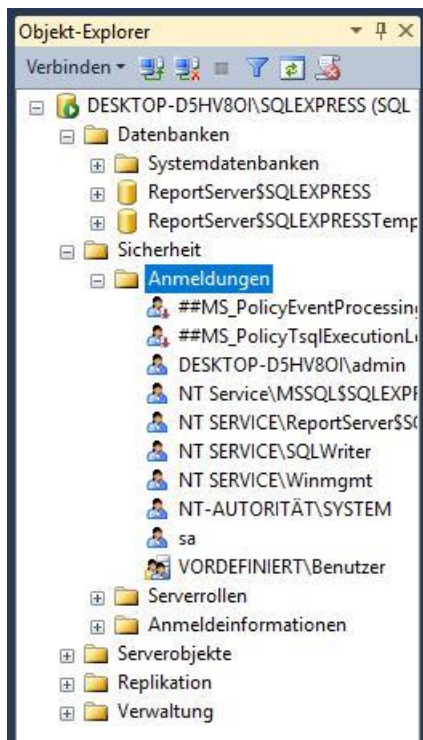 Objekt-Explorer
Verbinden
DESKTOP-D5HV8OI\SQLEXPRESS (SQL
Datenbanken
Systemdatenbanken
ReportServer$SQLEXPRESS
ReportServer$SQLEXPRESSTemp
Sicherheit
Anmeldungen
##MS_PolicyEventProcessin
##MS_PolicyTsqlExecutionL
DESKTOP-D5HV8OI\admin
NT Service\MSSQL$SQLEXPR
NT SERVICE\ReportServer$S
NT SERVICE\SQLWriter
NT SERVICE\Winmgmt
NT-AUTORITÄT\SYSTEM
sa
VORDEFINIERT\Benutzer
Serverrollen
Anmeldeinformationen
Serverobjekte
Replikation
Verwaltung